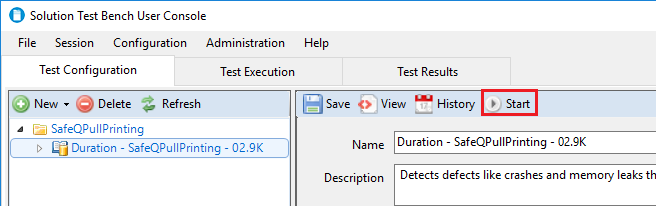 Solution Test Bench User Console
File Session Configuration Administration Help
Test Configuration Test Execution Test Results
New Delete Refresh
Save View History Start
SafeQPullPrinting
Duration - SafeQPullPrinting - 02.9K
Name Duration - SafeQPullPrinting - 02.9K
Description Detects defects like crashes and memory leaks th